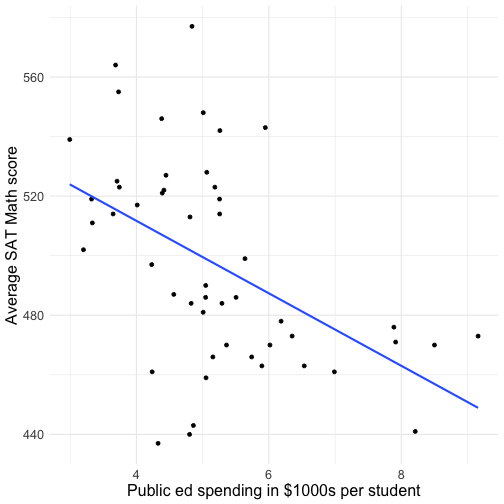 560
520
480
440
4 6 8
Public ed spending in $1000s per student
Average SAT Math score